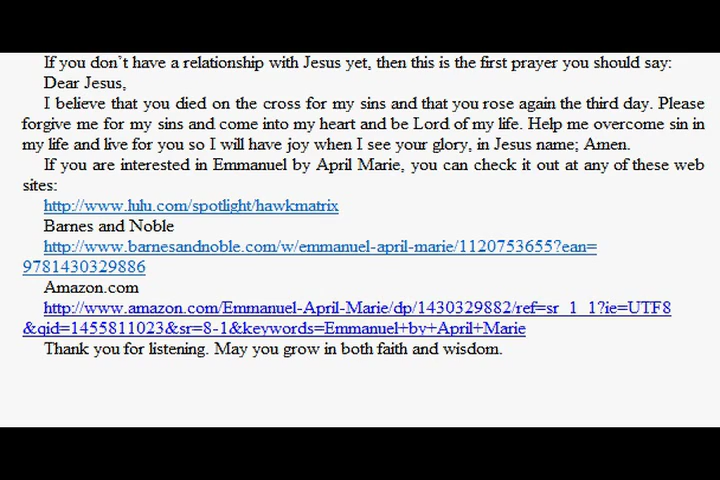 If you don't have a relationship with Jesus yet, then this is the first prayer you should say:
Dear Jesus,
I believe that you died on the cross for my sins and that you rose again the third day. Please
forgive me for my sins and come into my heart and be Lord of my life. Help me overcome sin in
my life and live for you so I will have joy when I see your glory, in Jesus name; Amen.
If you are interested in Emmanuel by April Marie, you can check it out at any of these web
sites:
http://www.lulu.com/spotlight/hawkmatrix
Barnes and Noble
http://www.barnesandnoble.com/w/emmanuel-april-marie/1120753655?ean=
9781430329886
Amazon.com
http://www.amazon.com/Emmanuel-April-Marie/dp/1430329882/ref=sr_1_1?ie=UTF8
&qid=1455811023&sr=8-1&keywords=Emmanuel+by+April+Marie
Thank you for listening. May you grow in both faith and wisdom.